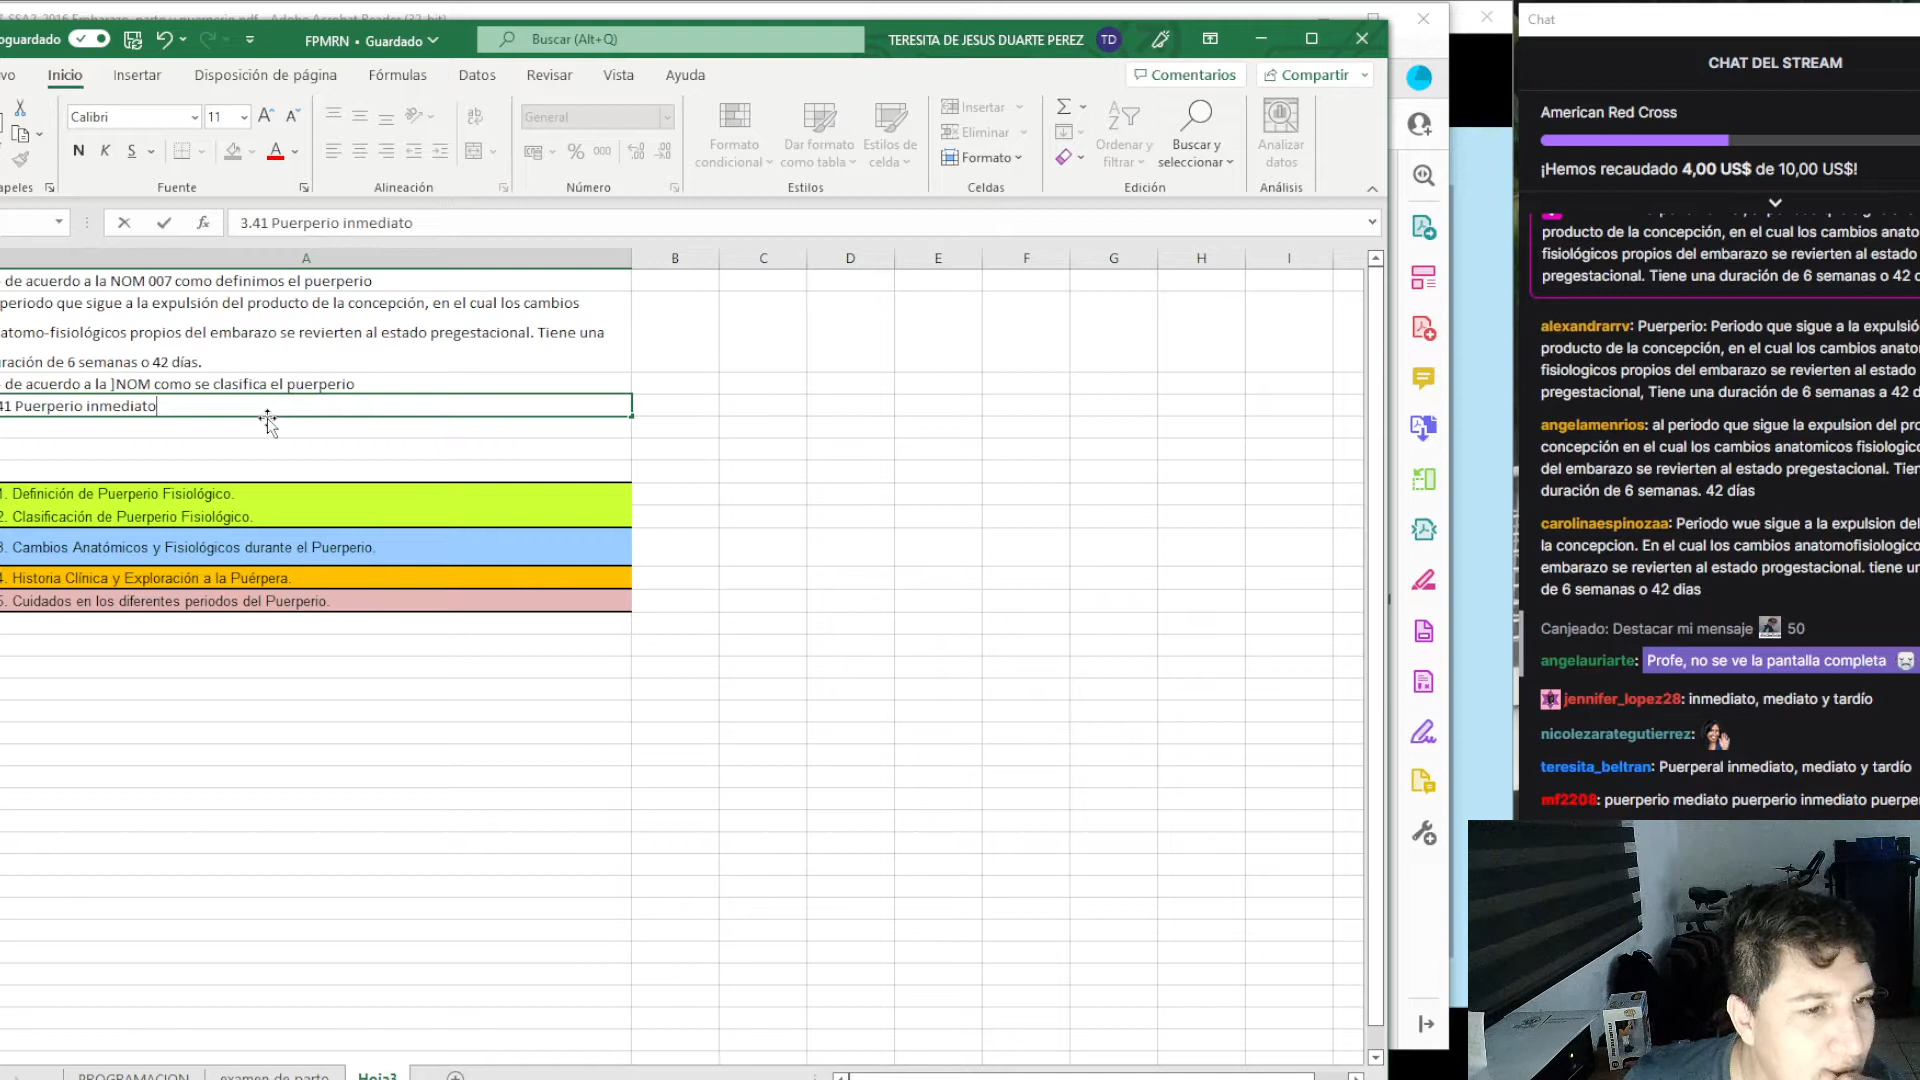 oguardado
FPMRN • Guardado
Buscar (Alt+Q)
TERESITA DE JESUS DUARTE PEREZ
TD
vo
Inicio
Insertar
Disposición de página
Fórmulas
Datos
Revisar
Vista
Ayuda
Comentarios
Compartir
Calibri
11
General
Formato
condicional
Dar formato
como tabla
Estilos de
celda
Insertar
Eliminar
Formato
Ordenar y
filtrar
Buscar y
seleccionar
Analizar
datos
N K S
% 000
apeles
Fuente
Alineación
Número
Estilos
Celdas
Edición
Análisis
fx
3.41 Puerperio inmediato
A B C D E F G H I
de acuerdo a la NOM 007 como definimos el puerperio
periodo que sigue a la expulsión del producto de la concepción, en el cual los cambios
atomo-fisiológicos propios del embarazo se revierten al estado pregestacional. Tiene una
ración de 6 semanas o 42 días.
de acuerdo a la ]NOM como se clasifica el puerperio
41 Puerperio inmediato
1. Definición de Puerperio Fisiológico.
2. Clasificación de Puerperio Fisiológico.
3. Cambios Anatómicos y Fisiológicos durante el Puerperio.
4. Historia Clínica y Exploración a la Puérpera.
5. Cuidados en los diferentes periodos del Puerperio.
PROGRAMACION
examen de parto
Hoja3
Chat
CHAT DEL STREAM
American Red Cross
¡Hemos recaudado 4,00 US$ de 10,00 US$!
producto de la concepción, en el cual los cambios anato
fisiológicos propios del embarazo se revierten al estado
pregestacional. Tiene una duración de 6 semanas o 42 d
alexandrarrv: Puerperio: Periodo que sigue a la expulsió
producto de la concepción, en el cual los cambios anato
fisiologicos propios del embarazo se revierten al estado
pregestacional, Tiene una duración de 6 semanas a 42 d
angelamenrios: al periodo que sigue la expulsion del pro
concepción en el cual los cambios anatomicos fisiologic
del embarazo se revierten al estado pregestacional. Tien
duración de 6 semanas. 42 días
carolinaespinozaa: Periodo wue sigue a la expulsion del
la concepcion. En el cual los cambios anatomofisiologico
embarazo se revierten al estado progestacional. tiene un
de 6 semanas o 42 dias
Canjeado: Destacar mi mensaje 50
angelauriarte: Profe, no se ve la pantalla completa
jennifer_lopez28: inmediato, mediato y tardío
nicolezarategutierrez:
teresita_beltran: Puerperal inmediato, mediato y tardío
mf2208: puerperio mediato puerperio inmediato puerpe